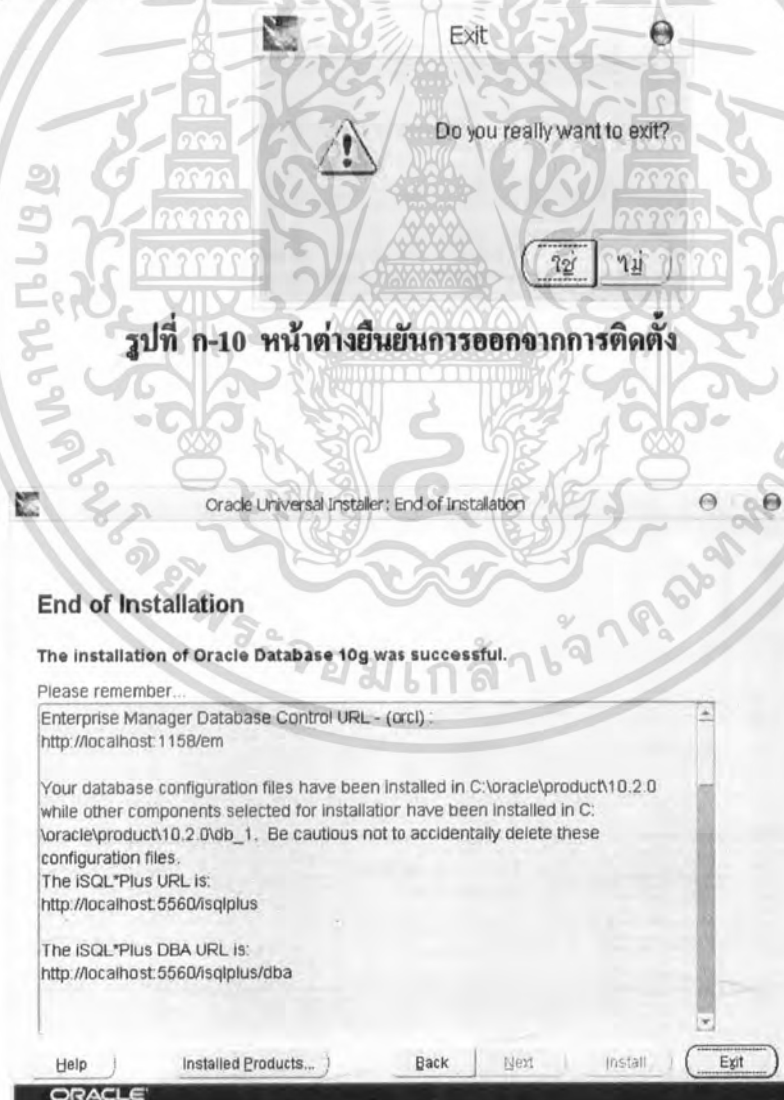 Exit
Do you really want to exit?
ใช่ ไม่
รูปที่ ก-10 หน้าต่างยืนยันการออกจากการติดตั้ง
Oracle Universal Installer: End of Installation
End of Installation
The installation of Oracle Database 10g was successful.
Please remember...
Enterprise Manager Database Control URL - (orcl) :
http://localhost:1158/em
Your database configuration files have been installed in C:\oracle\product\10.2.0
while other components selected for installation have been installed in C:
\oracle\product\10.2.0\db_1. Be cautious not to accidentally delete these
configuration files.
The iSQL*Plus URL is:
http://localhost:5560/isqlplus
The iSQL*Plus DBA URL is:
http://localhost:5560/isqlplus/dba
Help Installed Products... Back Next Install Exit
ORACLE